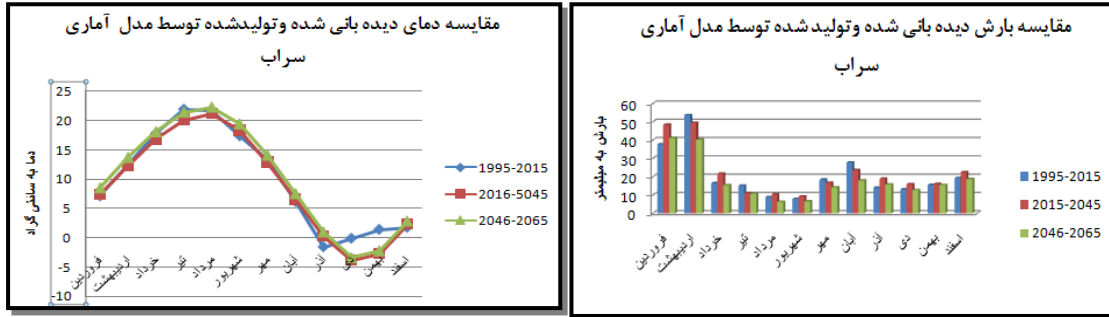 مقایسه دمای دیده بانی شده وتولیدشده توسط مدل آماری
سراب
دما به سانتی گراد
25
20
15
10
5
0
-5
-10
فروردین
اردیبهشت
خرداد
تیر
مرداد
شهریور
مهر
آبان
آذر
دی
بهمن
اسفند
1995-2015
2016-5045
2046-2065
مقایسه بارش دیده بانی شده وتولیدشده توسط مدل آماری
سراب
بارش به میلیمتر
60
50
40
30
20
10
0
فروردین
اردیبهشت
خرداد
تیر
مرداد
شهریور
مهر
آبان
آذر
دی
بهمن
اسفند
1995-2015
2015-2045
2046-2065